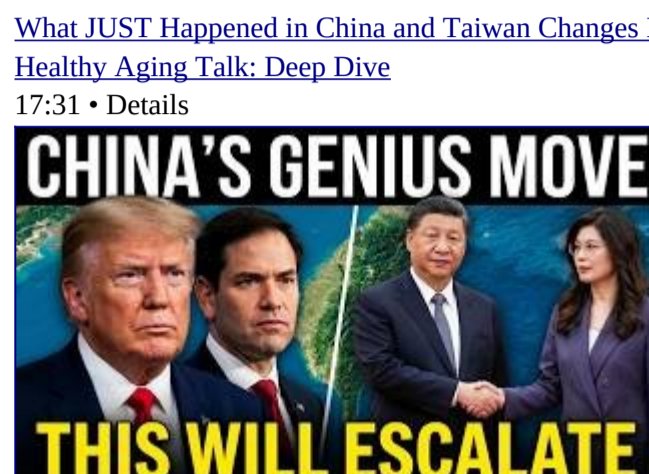 What JUST Happened in China and Taiwan Changes
Healthy Aging Talk: Deep Dive
17:31 • Details
CHINA'S GENIUS MOVE
THIS WILL ESCALATE